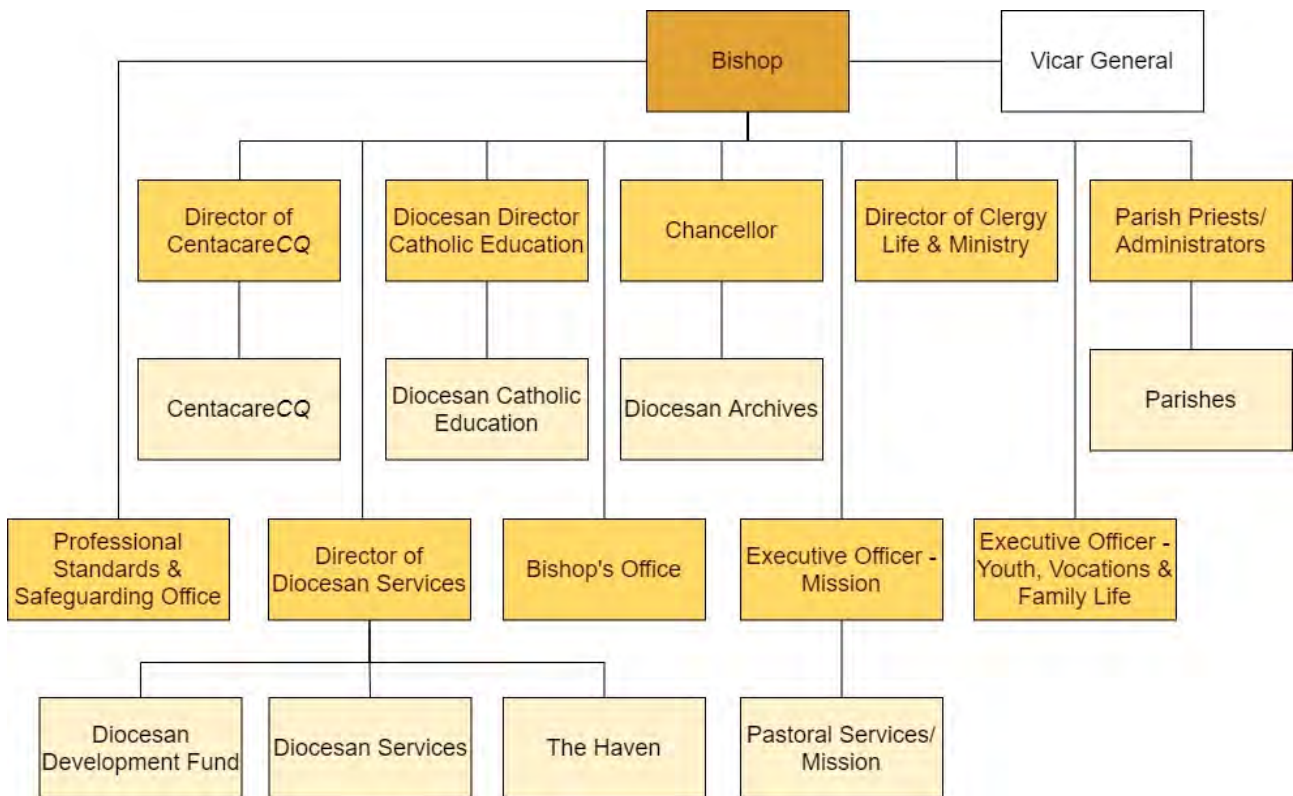 Bishop
Vicar General
Director of
CentacareCQ
Diocesan Director
Catholic Education
Chancellor
Director of Clergy
Life & Ministry
Parish Priests/
Administrators
CentacareCQ
Diocesan Catholic
Education
Diocesan Archives
Parishes
Professional
Standards &
Safeguarding Office
Director of
Diocesan Services
Bishop's Office
Executive Officer -
Mission
Executive Officer -
Youth, Vocations &
Family Life
Diocesan
Development Fund
Diocesan Services
The Haven
Pastoral Services/
Mission